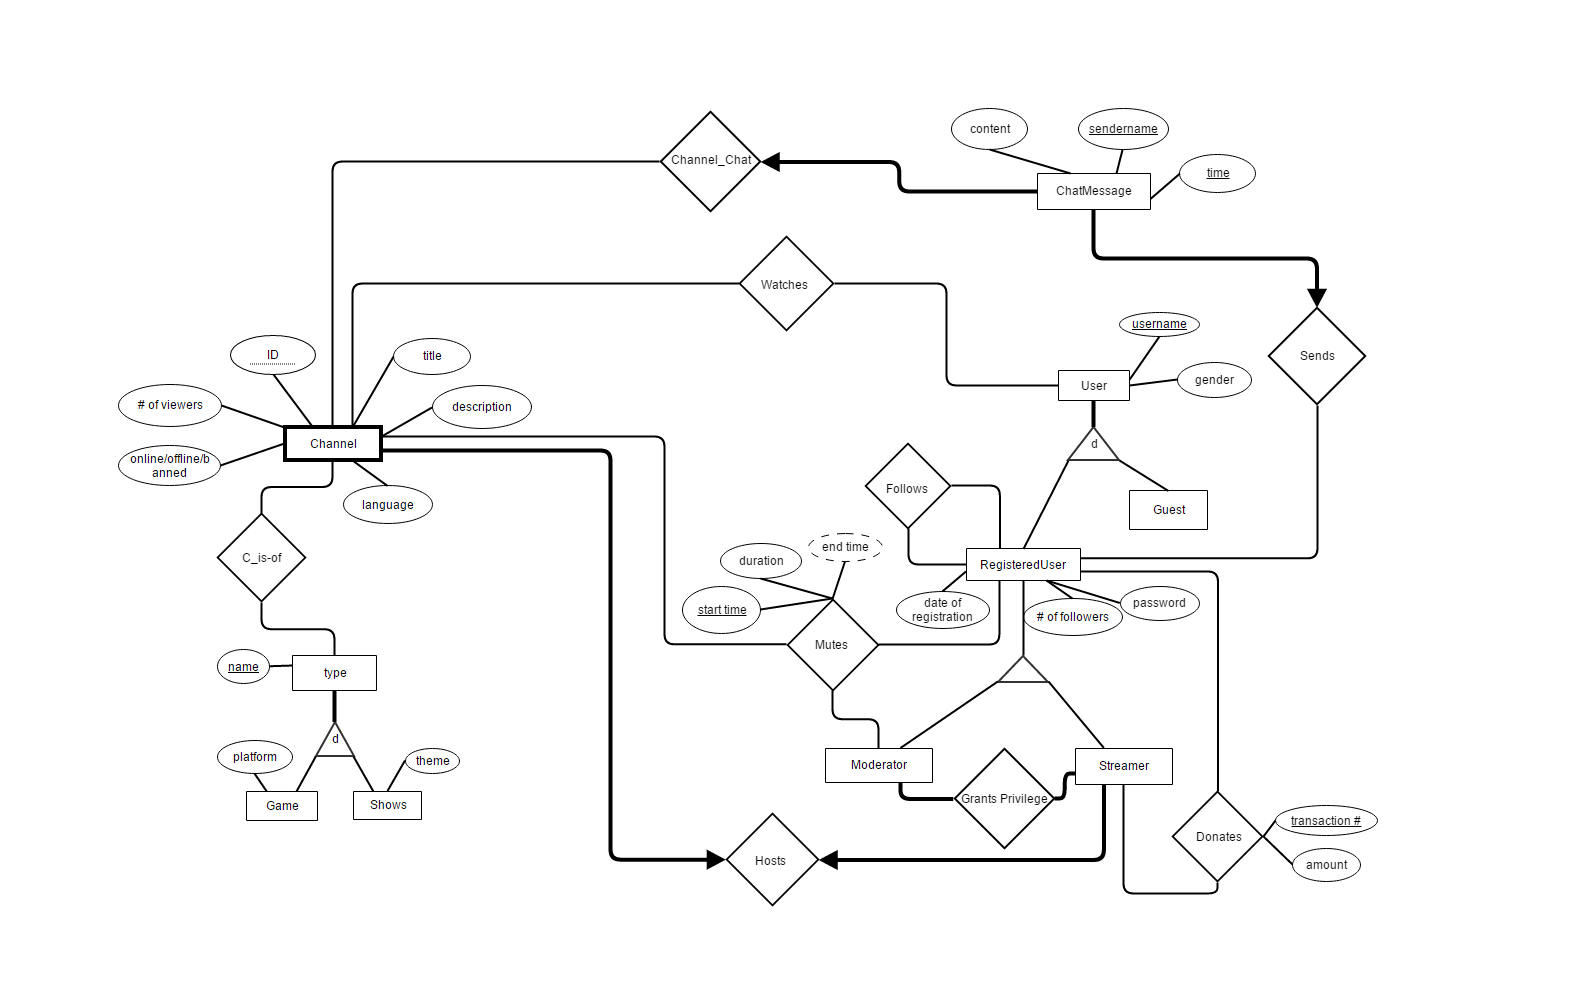 content
sendername
time
Channel_Chat
ChatMessage
Watches
username
gender
User
Sends
d
ID
title
# of viewers
description
Channel
online/offline/b
anned
language
Follows
Guest
C_is-of
end time
duration
RegisteredUser
start time
date of
registration
# of followers
password
Mutes
name
type
d
platform
theme
Game
Shows
Moderator
Streamer
Grants Privilege
Hosts
Donates
transaction #
amount